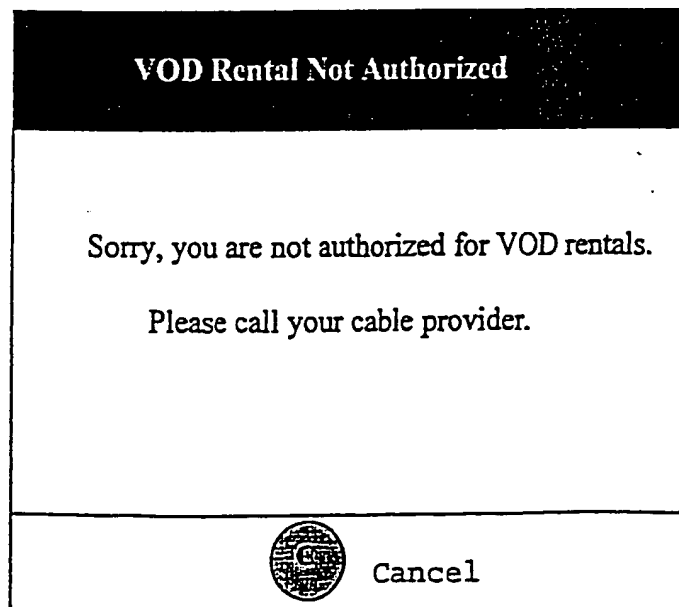 VOD Rental Not Authorized
Sorry, you are not authorized for VOD rentals.
Please call your cable provider.
C Cancel